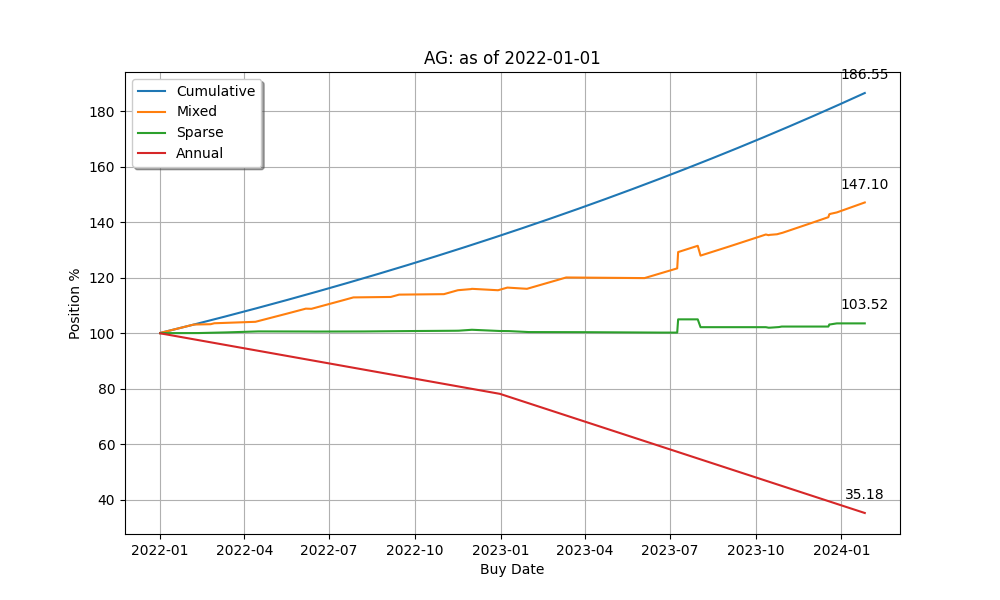 AG: as of 2022-01-01
186.55
Cumulative
Mixed
Sparse
Annual
180
160
147.10
140
120
103.52
100
80
60
40
35.18
Position %
2022-01 2022-04 2022-07 2022-10 2023-01 2023-04 2023-07 2023-10 2024-01
Buy Date